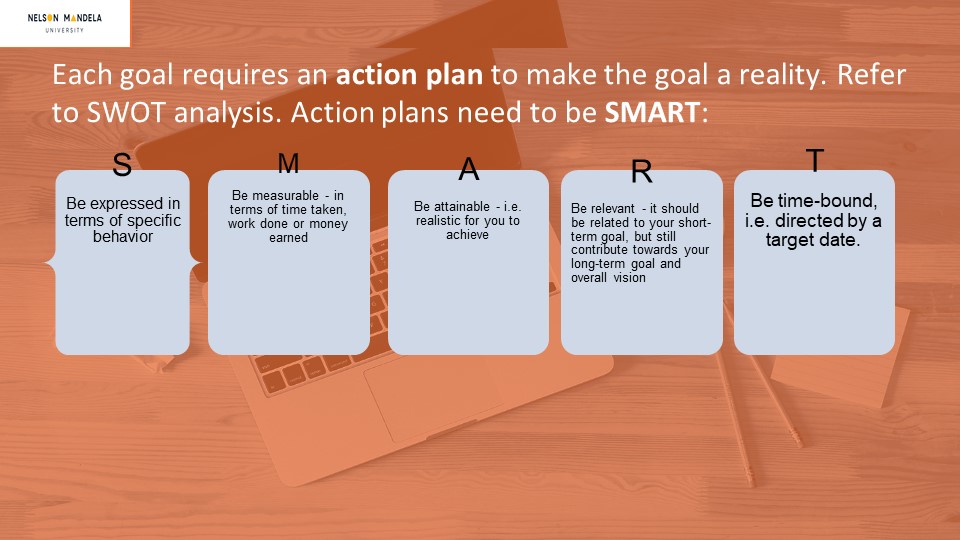 NELSON MANDELA
UNIVERSITY
Each goal requires an action plan to make the goal a reality. Refer
to SWOT analysis. Action plans need to be SMART:
S
Be expressed in
terms of specific
behavior
M
Be measurable - in
terms of time taken,
work done or money
earned
A
Be attainable - i.e.
realistic for you to
achieve
R
Be relevant - it should
be related to your short-
term goal, but still
contribute towards your
long-term goal and
overall vision
T
Be time-bound,
i.e. directed by a
target date.